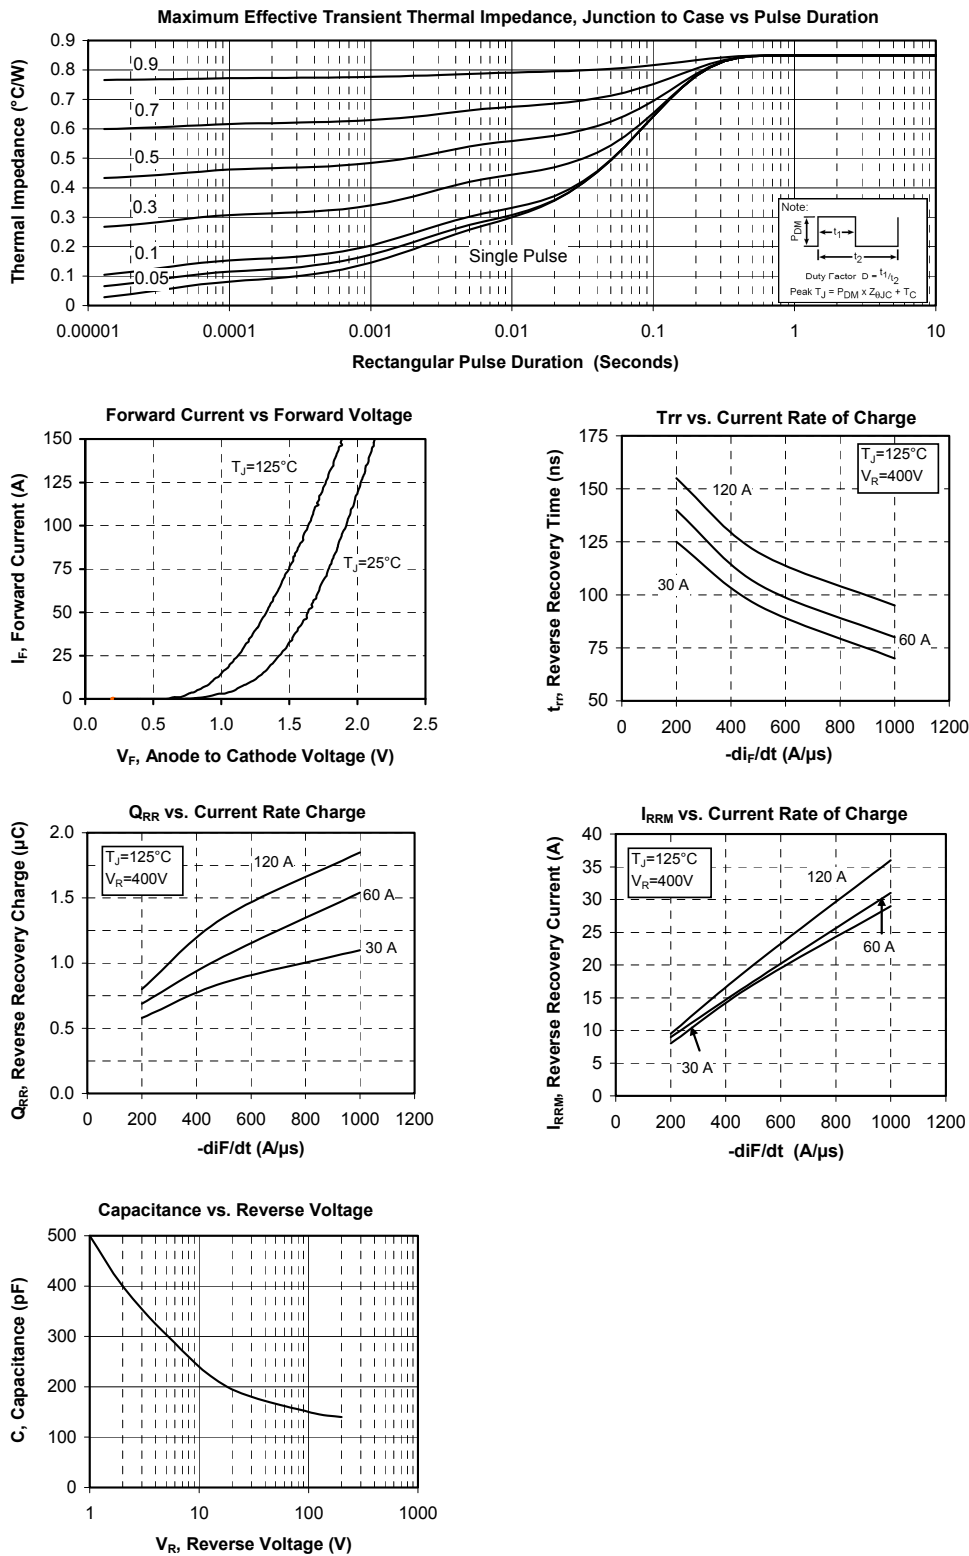 Maximum Effective Transient Thermal Impedance, Junction to Case vs Pulse Duration
Thermal Impedance (°C/W)
0.9
0.8
0.7
0.6
0.5
0.4
0.3
0.2
0.1
0
0.9
0.7
0.5
0.3
0.1
0.05
Single Pulse
Note:
PDM
t1
t2
Duty Factor D = t1/t2
Peak TJ = PDM x ZθJC + TC
0.00001 0.0001 0.001 0.01 0.1 1 10
Rectangular Pulse Duration (Seconds)
Forward Current vs Forward Voltage
IF, Forward Current (A)
150
125
100
75
50
25
0
TJ=125°C
TJ=25°C
0.0 0.5 1.0 1.5 2.0 2.5
VF, Anode to Cathode Voltage (V)
Trr vs. Current Rate of Charge
trr, Reverse Recovery Time (ns)
175
150
125
100
75
50
TJ=125°C
VR=400V
120 A
30 A
60 A
0 200 400 600 800 1000 1200
-diF/dt (A/µs)
QRR vs. Current Rate Charge
QRR, Reverse Recovery Charge (µC)
2.0
1.5
1.0
0.5
0.0
TJ=125°C
VR=400V
120 A
60 A
30 A
0 200 400 600 800 1000 1200
-diF/dt (A/µs)
IRRM vs. Current Rate of Charge
IRRM, Reverse Recovery Current (A)
40
35
30
25
20
15
10
5
0
TJ=125°C
VR=400V
120 A
60 A
30 A
0 200 400 600 800 1000 1200
-diF/dt (A/µs)
Capacitance vs. Reverse Voltage
C, Capacitance (pF)
500
400
300
200
100
0
1 10 100 1000
VR, Reverse Voltage (V)